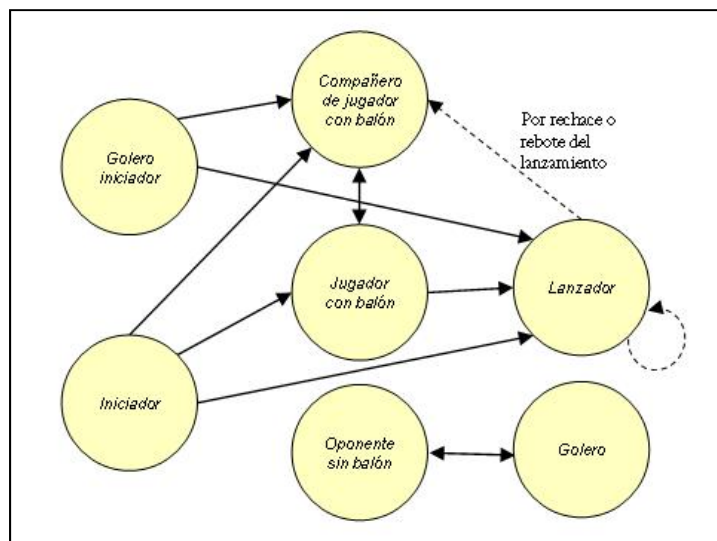 Compañero
de jugador
con balón
Golero
iniciador
Por rechace o
rebote del
lanzamiento
Jugador
con balón
Lanzador
Iniciador
Oponente
sin balón
Golero